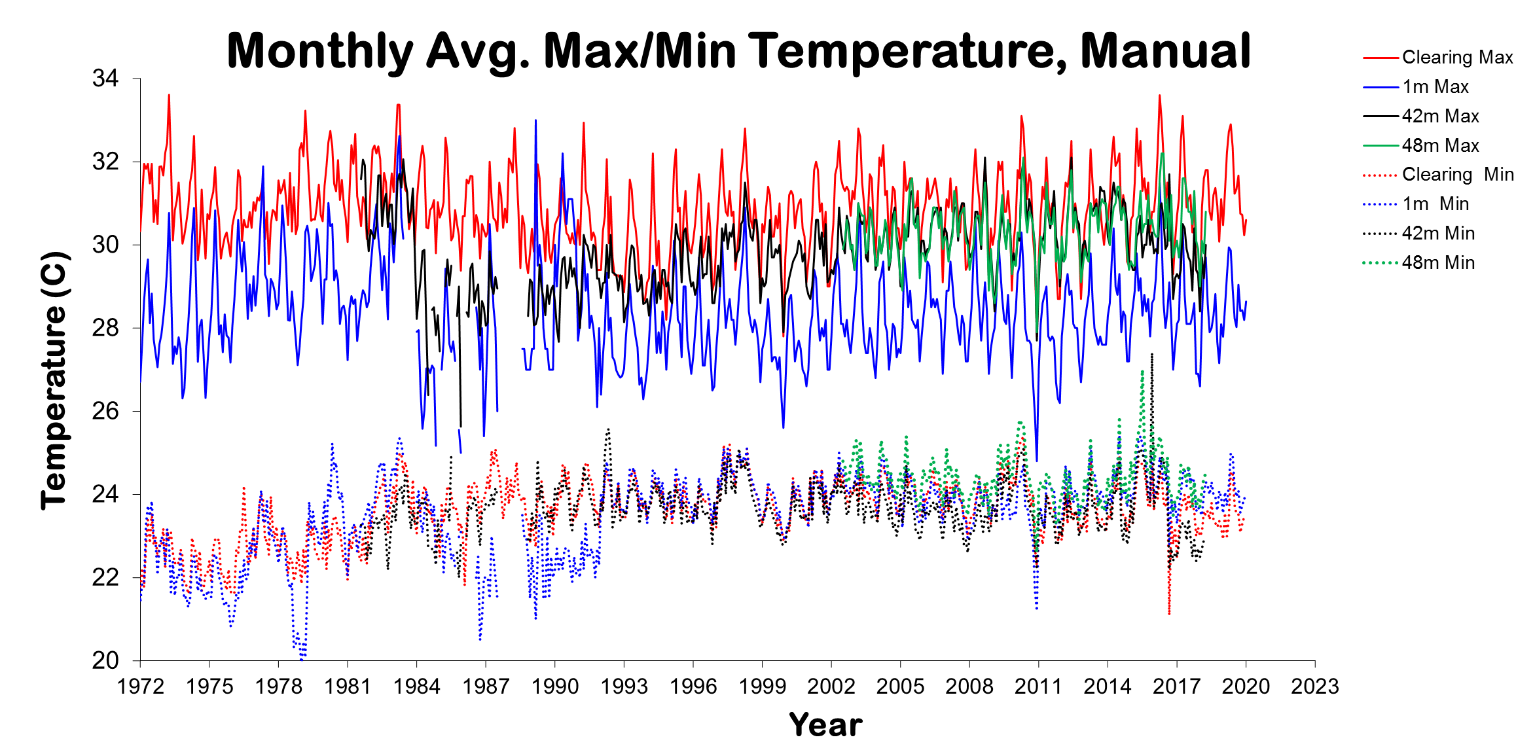 Monthly Avg. Max/Min Temperature, Manual
34
32
30
28
26
24
22
20
Temperature (C)
1972 1975 1978 1981 1984 1987 1990 1993 1996 1999 2002 2005 2008 2011 2014 2017 2020 2023
Year
Clearing Max
1m Max
42m Max
48m Max
Clearing Min
1m Min
42m Min
48m Min